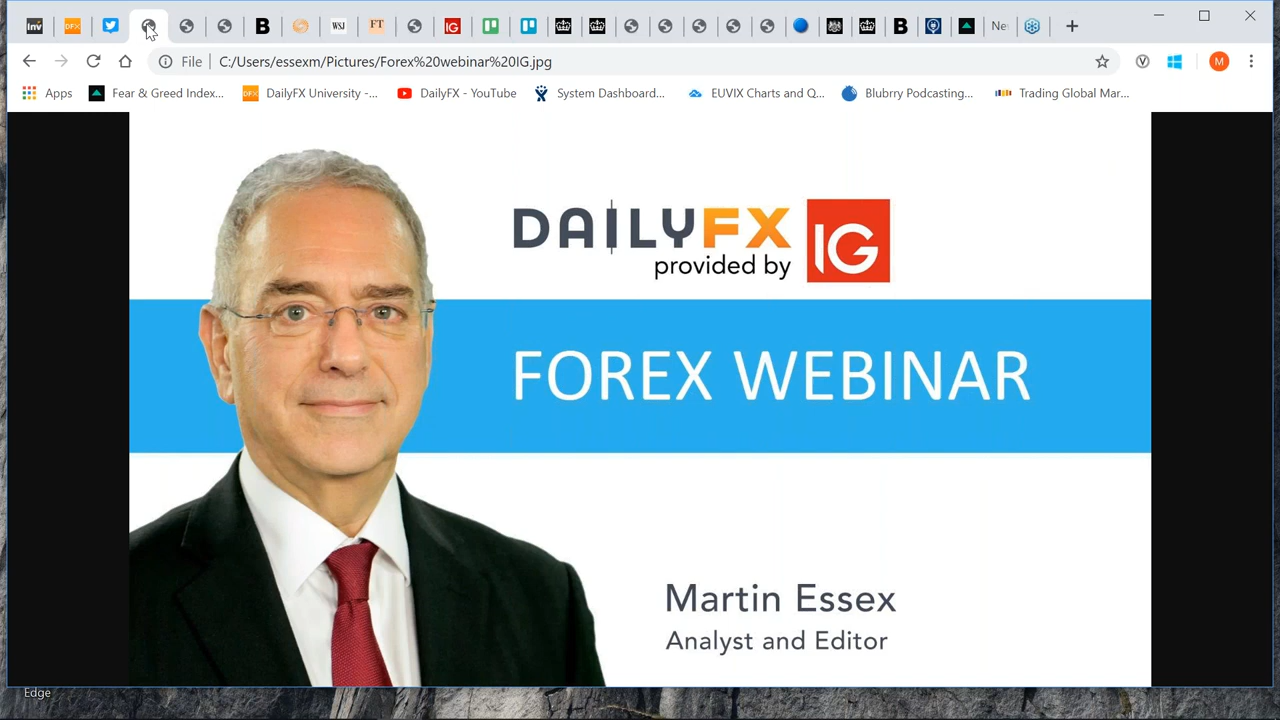 Inv
DFX
B
WSJ
FT
IG
B
Ne
File
C:/Users/essexm/Pictures/Forex%20webinar%20IG.jpg
V
M
Apps
Fear & Greed Index...
DFX
DailyFX University -...
DailyFX - YouTube
System Dashboard...
EUVIX Charts and Q...
Blubrry Podcasting...
Trading Global Mar...
DAILYFX
provided by
IG
FOREX WEBINAR
Martin Essex
Analyst and Editor
Edge